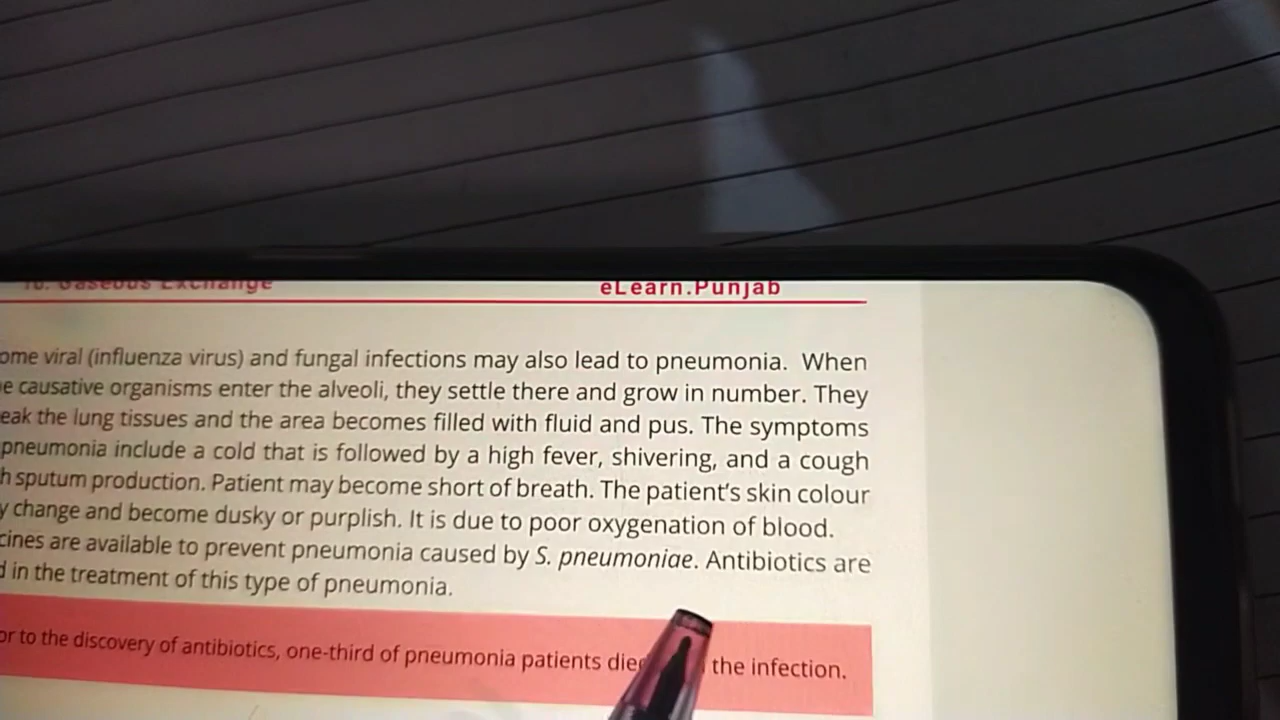 10. Gaseous Exchange
eLearn.Punjab
ome viral (influenza virus) and fungal infections may also lead to pneumonia. When
e causative organisms enter the alveoli, they settle there and grow in number. They
eak the lung tissues and the area becomes filled with fluid and pus. The symptoms
pneumonia include a cold that is followed by a high fever, shivering, and a cough
h sputum production. Patient may become short of breath. The patient's skin colour
y change and become dusky or purplish. It is due to poor oxygenation of blood.
cines are available to prevent pneumonia caused by S. pneumoniae. Antibiotics are
d in the treatment of this type of pneumonia.
or to the discovery of antibiotics, one-third of pneumonia patients die the infection.